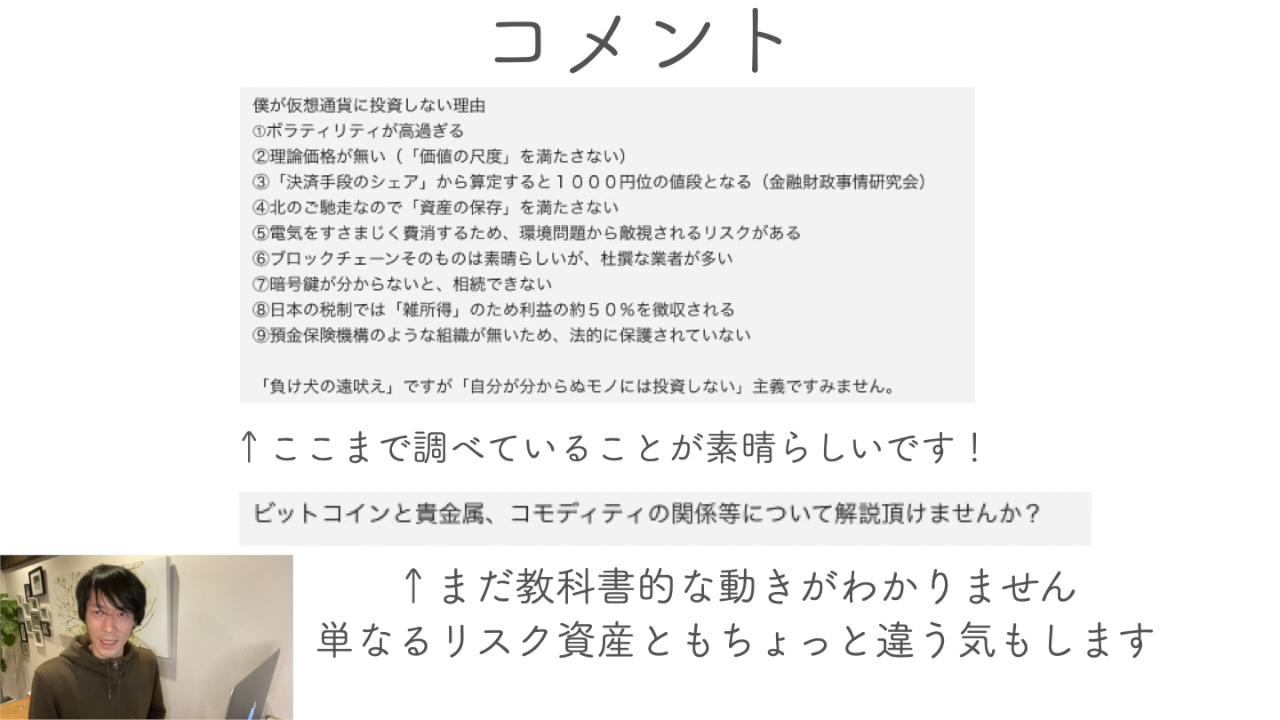 コメント
僕が仮想通貨に投資しない理由
①ボラティリティが高過ぎる
②理論価格が無い（「価値の尺度」を満たさない）
③「決済手段のシェア」から算定すると１０００円位の値段となる（金融財政事情研究会）
④北のご馳走なので「資産の保存」を満たさない
⑤電気をすさまじく費消するため、環境問題から敵視されるリスクがある
⑥ブロックチェーンそのものは素晴らしいが、杜撰な業者が多い
⑦暗号鍵が分からないと、相続できない
⑧日本の税制では「雑所得」のため利益の約５０％を徴収される
⑨預金保険機構のような組織が無いため、法的に保護されていない
「負け犬の遠吠え」ですが「自分が分からぬモノには投資しない」主義ですみません。
↑ここまで調べていることが素晴らしいです！
ビットコインと貴金属、コモディティの関係等について解説頂けませんか？
↑まだ教科書的な動きがわかりません
単なるリスク資産ともちょっと違う気もします